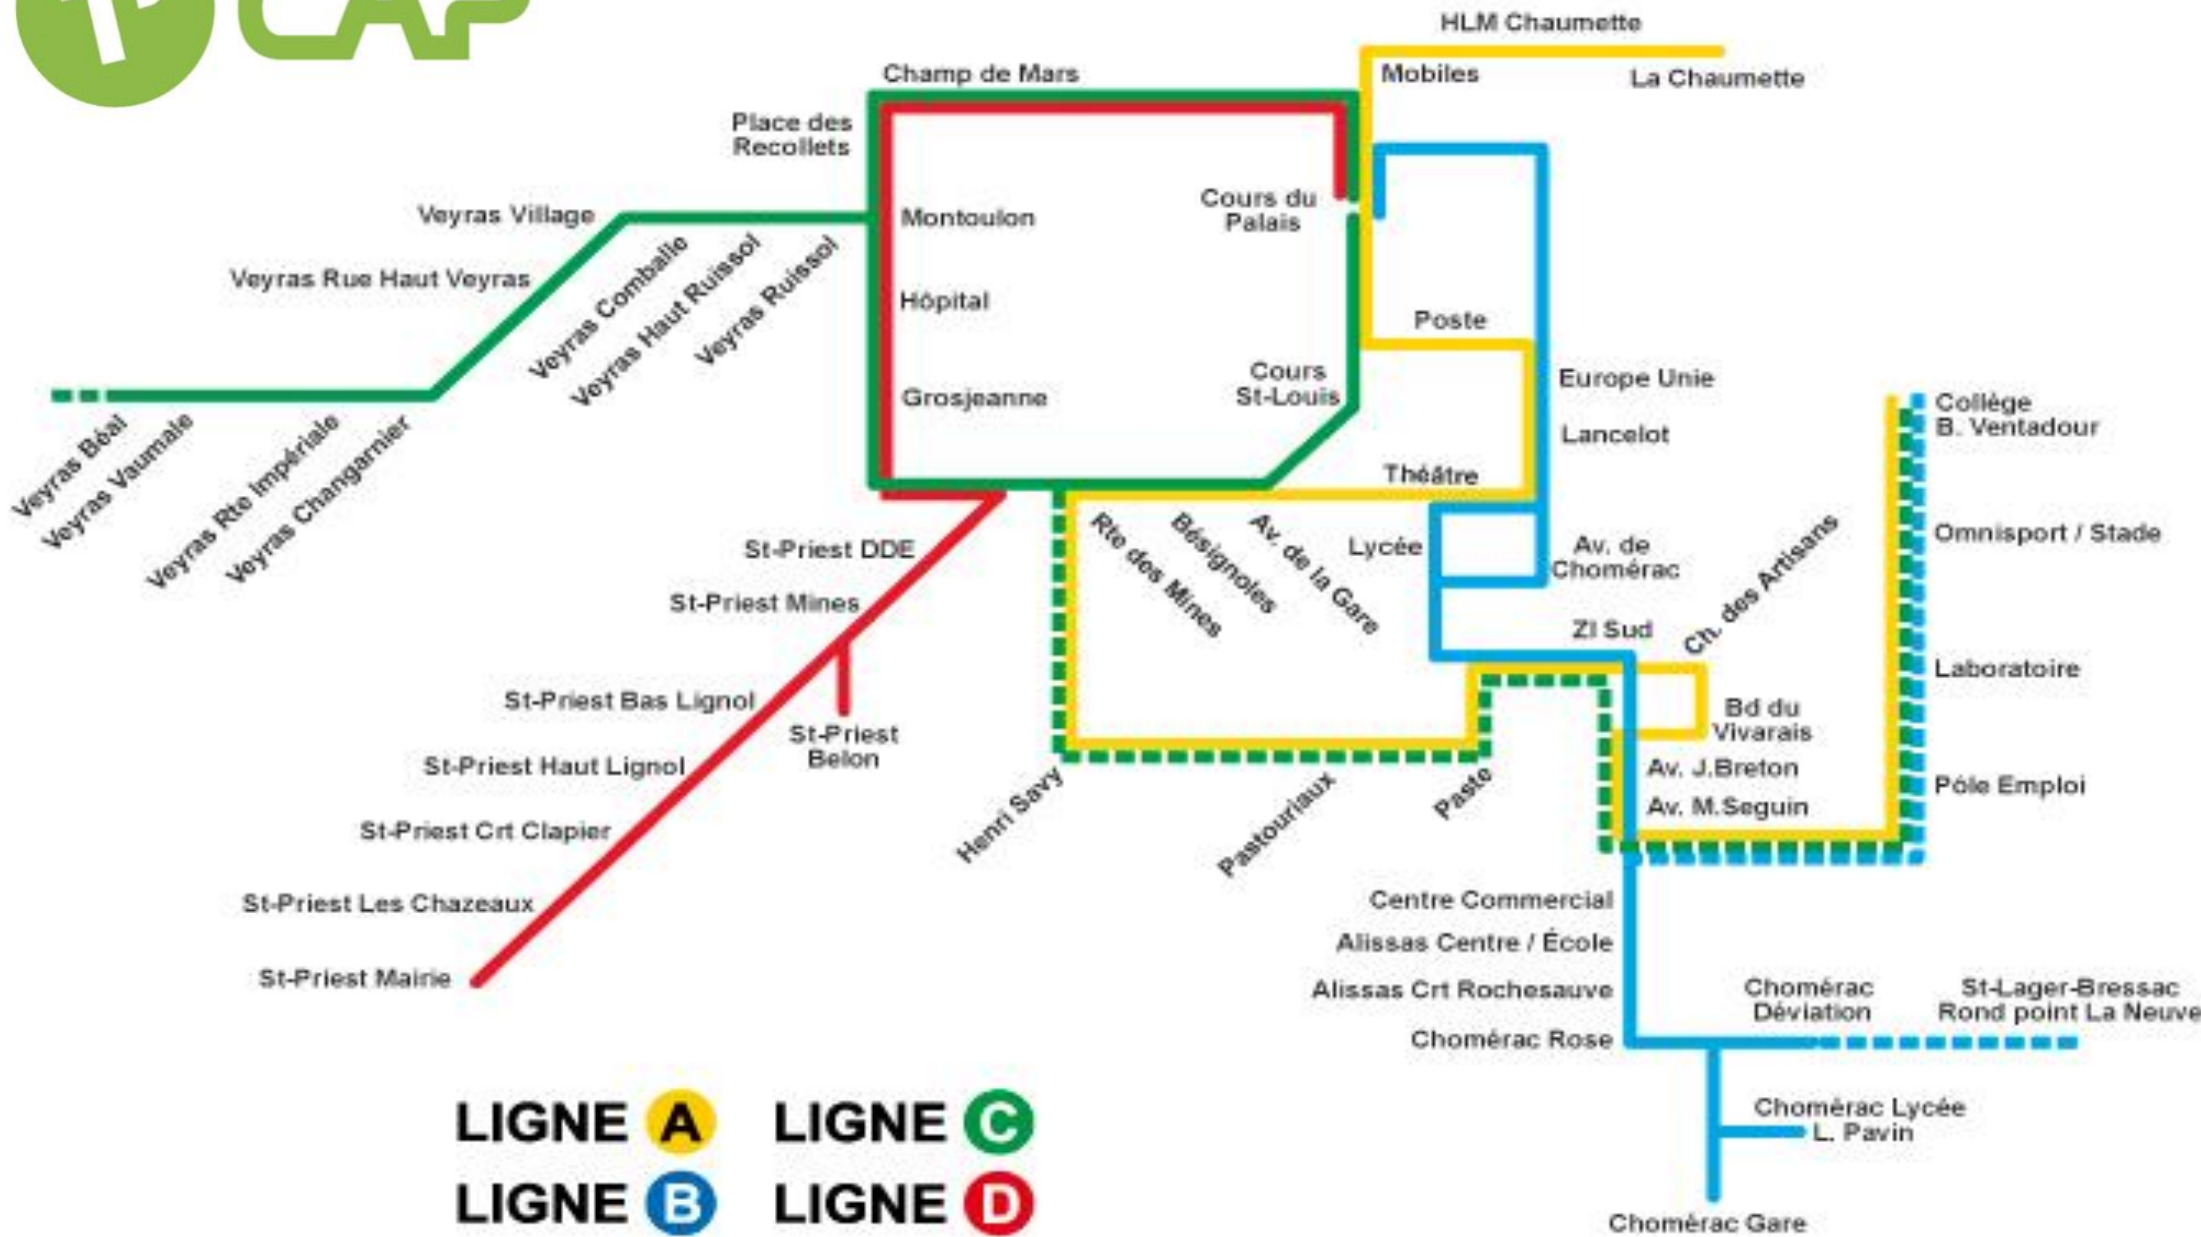 CAP
HLM Chaumette
Mobiles
La Chaumette
Champ de Mars
Place des
Recollets
Veyras Village
Veyras Rue Haut Veyras
Veyras Comballe
Veyras Haut Ruissol
Veyras Ruissol
Montoulon
Hôpital
Grosjeanne
Cours du
Palais
Cours
St-Louis
Poste
Europe Unie
Lancelot
Théâtre
Collège
B. Ventadour
Veyras Béal
Veyras Vaumale
Veyras Rte Impériale
Veyras Changarnier
St-Priest DDE
St-Priest Mines
Rte des Mines
Bésignoles
Av. de la Gare
Lycée
Av. de
Chomérac
Ch. des Artisans
Omnisport / Stade
ZI Sud
Laboratoire
St-Priest Bas Lignol
St-Priest
Belon
Bd du
Vivarais
St-Priest Haut Lignol
Av. J.Breton
Av. M.Seguin
Pôle Emploi
Henri Savy
Pastouriaux
Paste
St-Priest Crt Clapier
St-Priest Les Chazeaux
St-Priest Mairie
Centre Commercial
Alissas Centre / École
Alissas Crt Rochesauve
Chomérac Rose
Chomérac
Déviation
St-Lager-Bressac
Rond point La Neuve
Chomérac Lycée
L. Pavin
Chomérac Gare
LIGNE A LIGNE C
LIGNE B LIGNE D